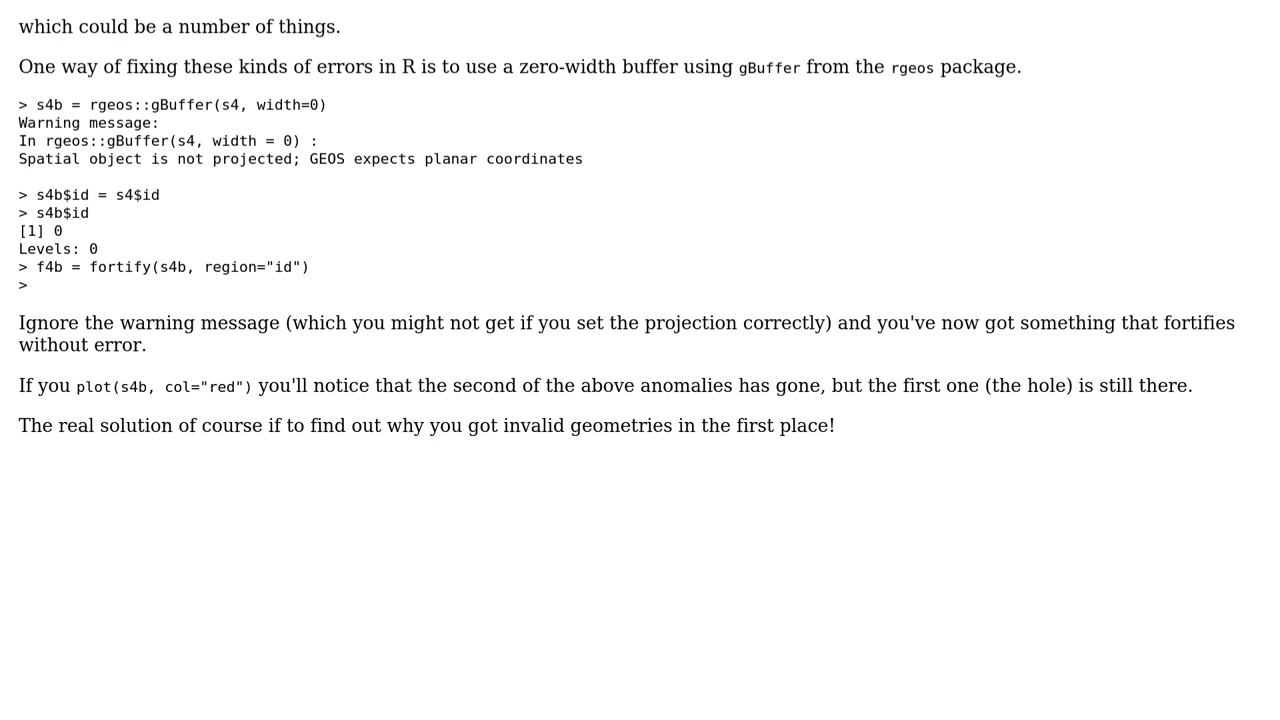 which could be a number of things.
One way of fixing these kinds of errors in R is to use a zero-width buffer using gBuffer from the rgeos package.
> s4b = rgeos::gBuffer(s4, width=0)
Warning message:
In rgeos::gBuffer(s4, width = 0) :
Spatial object is not projected; GEOS expects planar coordinates
> s4b$id = s4$id
> s4b$id
[1] 0
Levels: 0
> f4b = fortify(s4b, region="id")
>
Ignore the warning message (which you might not get if you set the projection correctly) and you've now got something that fortifies
without error.
If you plot(s4b, col="red") you'll notice that the second of the above anomalies has gone, but the first one (the hole) is still there.
The real solution of course if to find out why you got invalid geometries in the first place!